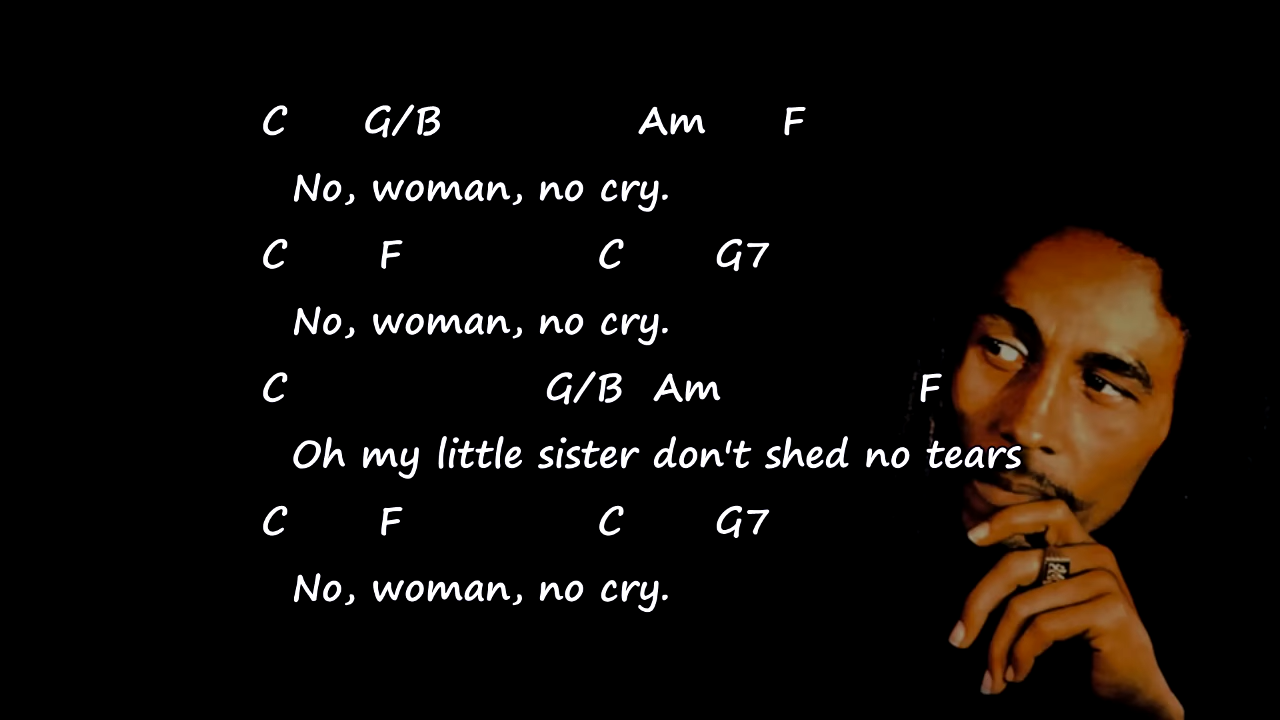 C G/B Am F
No, woman, no cry.
C F C G7
No, woman, no cry.
C G/B Am F
Oh my little sister don't shed no tears
C F C G7
No, woman, no cry.